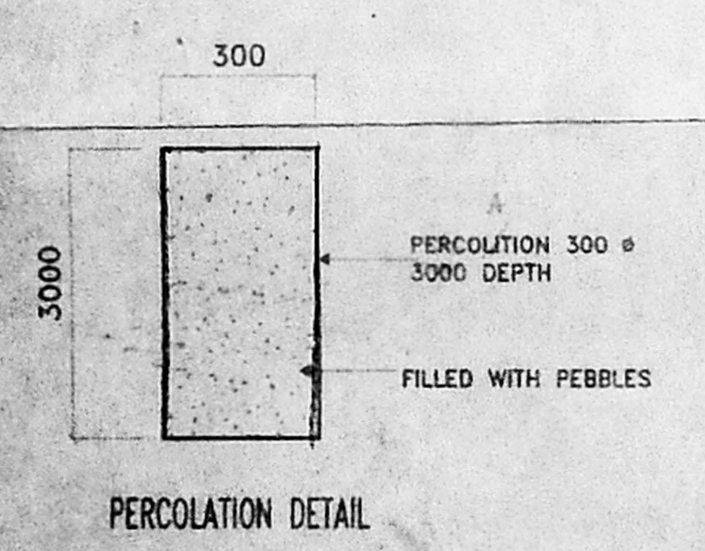 300
3000
PERCOLITION 300 ø
3000 DEPTH
FILLED WITH PEBBLES
PERCOLATION DETAIL